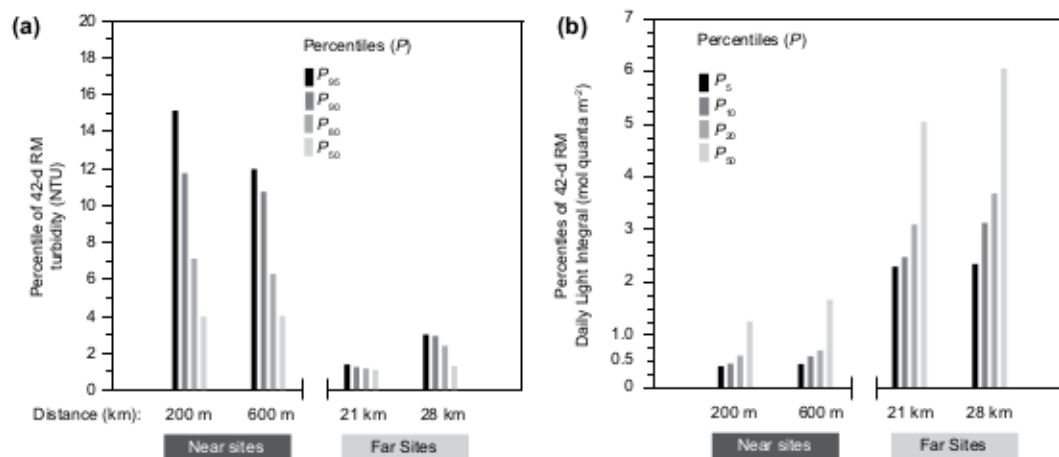 (a)
Percentile of 42-d RM
turbidity (NTU)
20
18
16
14
12
10
8
6
4
2
0
Percentiles (P)
P95
P90
P80
P50
Distance (km):
200 m
600 m
21 km
28 km
Near sites
Far Sites
(b)
Percentles of 42-d RM
Daily Light Integral (mol quanta m-2)
7
6
5
4
3
2
1.0
0.5
0
Percentiles (P)
P5
P10
P20
P50
200 m
600 m
21 km
28 km
Near sites
Far Sites